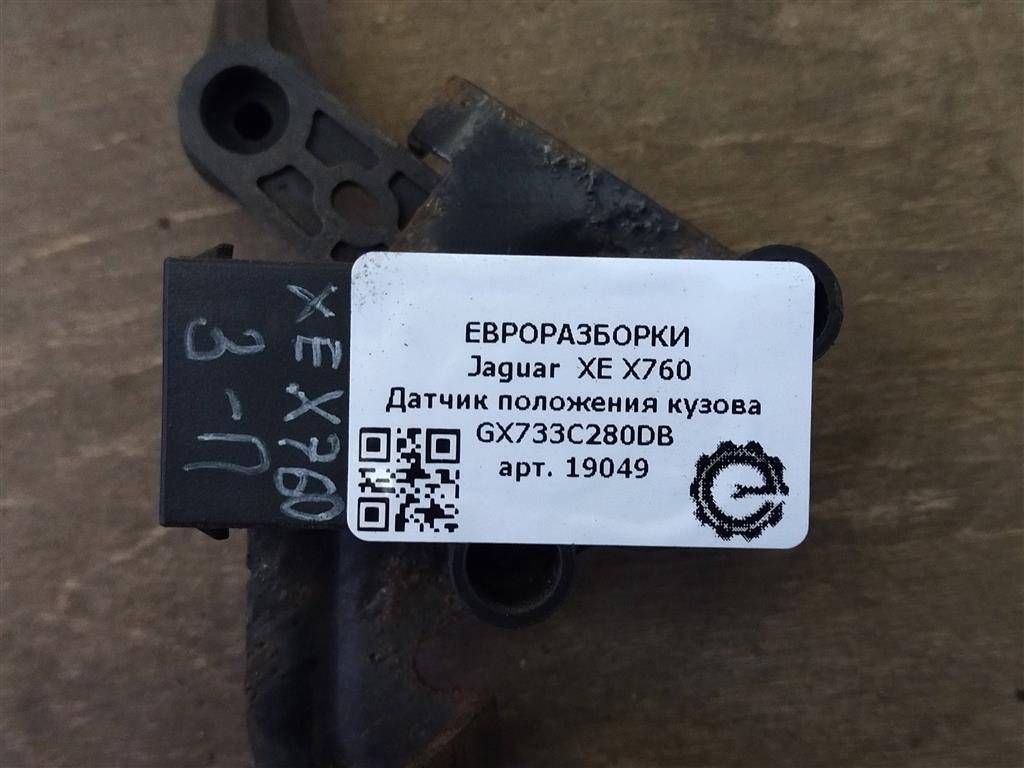 ЕВРОРАЗБОРКИ
Jaguar XE X760
Датчик положения кузова
GX733C280DB
арт. 19049
XE X760
3-П